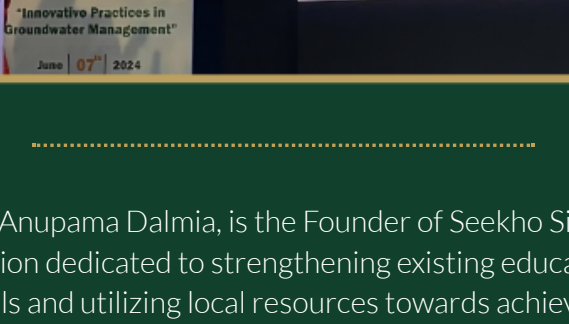 "Innovative Practices in
Groundwater Management"
June 07th 2024
Anupama Dalmia, is the Founder of Seekho Si
ion dedicated to strengthening existing educa
ls and utilizing local resources towards achiev